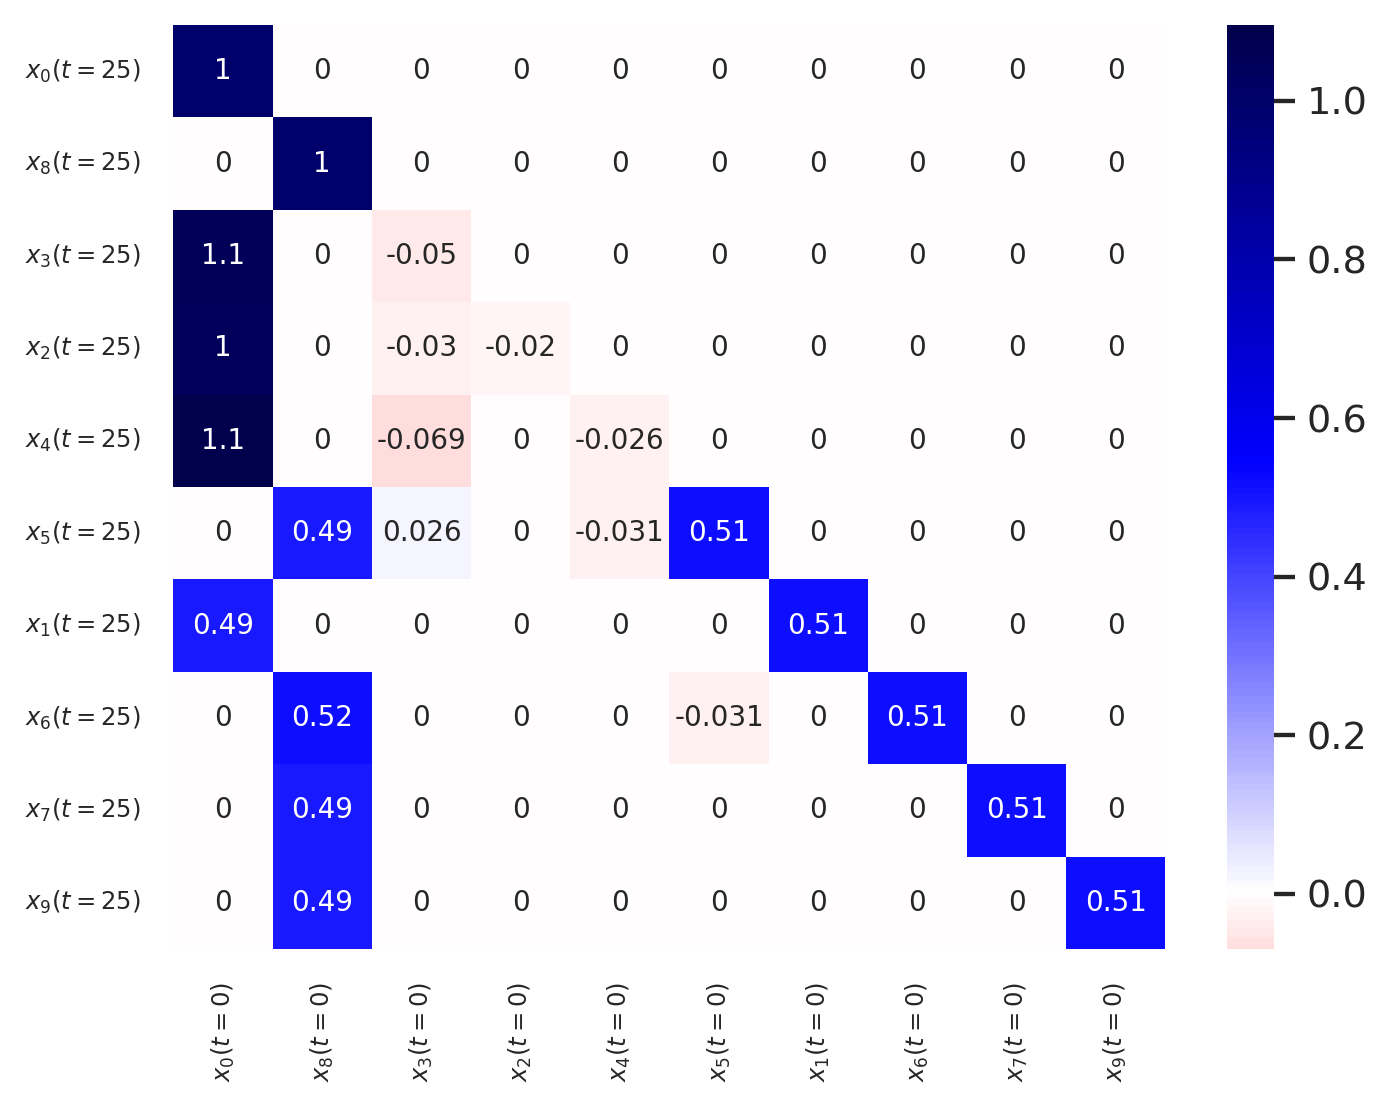 x₀(t = 25) 1 0 0 0 0 0 0 0 0 0
x₈(t = 25) 0 1 0 0 0 0 0 0 0 0
x₃(t = 25) 1.1 0 -0.05 0 0 0 0 0 0 0
x₂(t = 25) 1 0 -0.03 -0.02 0 0 0 0 0 0
x₄(t = 25) 1.1 0 -0.069 0 -0.026 0 0 0 0 0
x₅(t = 25) 0 0.49 0.026 0 -0.031 0.51 0 0 0 0
x₁(t = 25) 0.49 0 0 0 0 0 0.51 0 0 0
x₆(t = 25) 0 0.52 0 0 0 -0.031 0 0.51 0 0
x₇(t = 25) 0 0.49 0 0 0 0 0 0 0.51 0
x₉(t = 25) 0 0.49 0 0 0 0 0 0 0 0.51
x₀(t = 0)
x₈(t = 0)
x₃(t = 0)
x₂(t = 0)
x₄(t = 0)
x₅(t = 0)
x₁(t = 0)
x₆(t = 0)
x₇(t = 0)
x₉(t = 0)
1.0
0.8
0.6
0.4
0.2
0.0